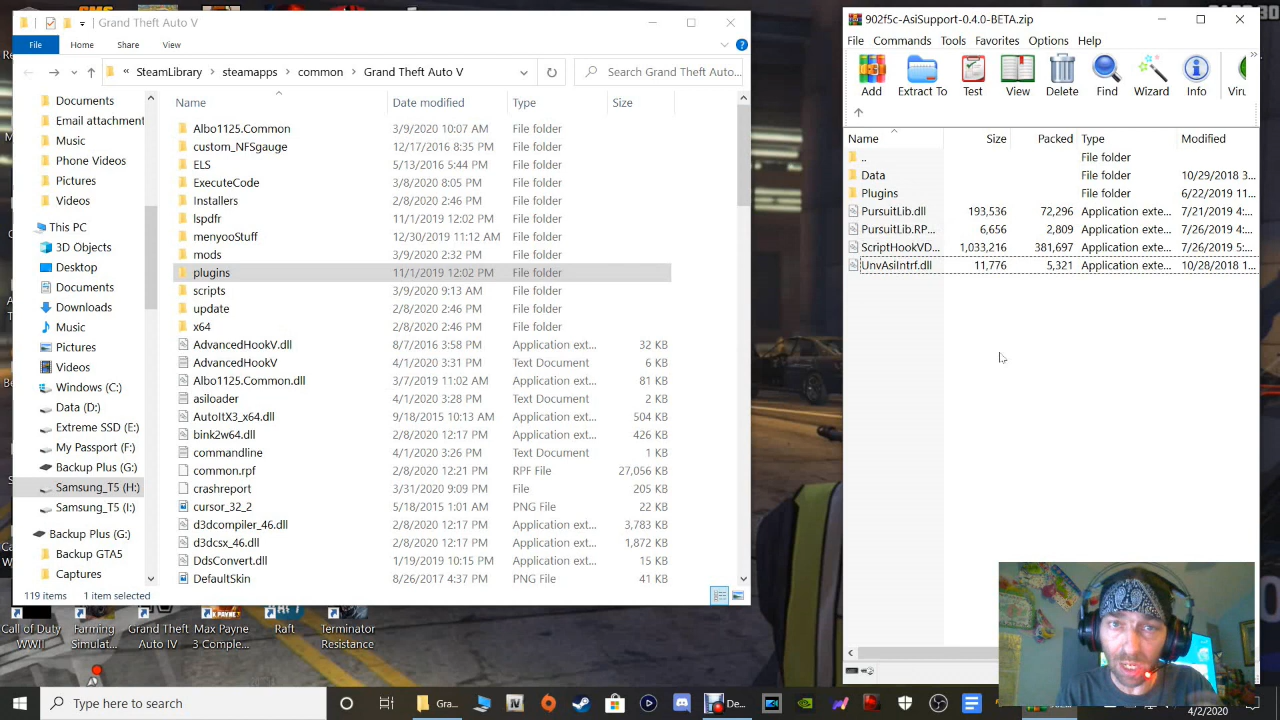 Grand Theft Auto V
File Home Share View
« SteamLibrary › steamapps › common › Grand Theft Auto V
Search Grand Theft Auto...
Documents
Email attachment
Music
Phone Videos
Pictures
Videos
This PC
3D Objects
Desktop
Documents
Downloads
Music
Pictures
Videos
Windows (C:)
Data (D:)
Extreme SSD (E:)
My Passport (F:)
Backup Plus (G:)
Samsung_T5 (H:)
Samsung_T5 (I:)
Backup Plus (G:)
Backup GTA5
Captures
Name Date modified Type Size
Albo1125.Common 3/9/2020 10:07 AM File folder
custom_NFSgauge 12/17/2016 8:35 PM File folder
ELS 5/13/2016 5:44 PM File folder
ExecuteCode 3/8/2020 8:05 PM File folder
Installers 2/8/2020 2:46 PM File folder
lspdfr 11/1/2019 12:02 PM File folder
menyooStuff 12/30/2019 11:12 AM File folder
mods 3/9/2020 2:32 PM File folder
plugins 11/1/2019 12:02 PM File folder
scripts 3/9/2020 9:13 AM File folder
update 2/8/2020 2:46 PM File folder
x64 2/8/2020 2:46 PM File folder
AdvancedHookV.dll 8/7/2016 3:58 PM Application ext... 32 KB
AdvancedHookV 4/1/2020 3:31 PM Text Document 6 KB
Albo1125.Common.dll 3/7/2019 11:02 AM Application ext... 81 KB
asiloader 4/1/2020 3:28 PM Text Document 2 KB
AutoItX3_x64.dll 9/18/2015 10:13 AM Application ext... 504 KB
bink2w64.dll 2/8/2020 12:17 PM Application ext... 426 KB
commandline 4/1/2020 3:26 PM Text Document 1 KB
common.rpf 2/8/2020 12:21 PM RPF File 27,056 KB
crashreport 3/31/2020 9:09 PM File 205 KB
cursor_32_2 5/18/2015 1:01 AM PNG File 22 KB
d3dcompiler_46.dll 2/8/2020 12:17 PM Application ext... 3,783 KB
d3dcsx_46.dll 2/8/2020 12:17 PM Application ext... 1,872 KB
DdsConvert.dll 1/19/2019 10:15 PM Application ext... 15 KB
DefaultSkin 8/26/2017 4:37 PM PNG File 41 KB
119 items 1 item selected
902f5c-AsiSupport-0.4.0-BETA.zip
File Commands Tools Favorites Options Help
Add Extract To Test View Delete Find Wizard Info Viru
Name Size Packed Type Modified
.. File folder
Data File folder 10/29/2018 3...
Plugins File folder 6/22/2019 11...
PursuitLib.dll 193,536 72,296 Application exte... 7/21/2019 4:...
PursuitLib.RP... 6,656 2,809 Application exte... 7/26/2019 4:...
ScriptHookVD... 1,033,216 381,697 Application exte... 7/26/2019 5:...
UnvAsiIntrf.dll 11,776 5,321 Application exte... 10/28/2018 1...
Call of Duty WWII
Farming Simulat...
Grand Theft Auto IV
Max Payne 3 Comple...
Raft
Terminator Resistance
Type here to search
Gra...
De...
4/2/2020